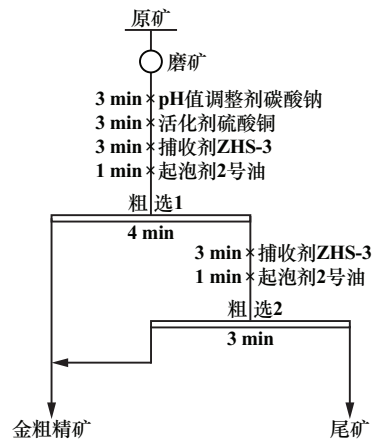 原矿
磨矿
3 min × pH值调整剂碳酸钠
3 min × 活化剂硫酸铜
3 min × 捕收剂ZHS-3
1 min × 起泡剂2号油
粗选1
4 min
3 min × 捕收剂ZHS-3
1 min × 起泡剂2号油
粗选2
3 min
金粗精矿
尾矿